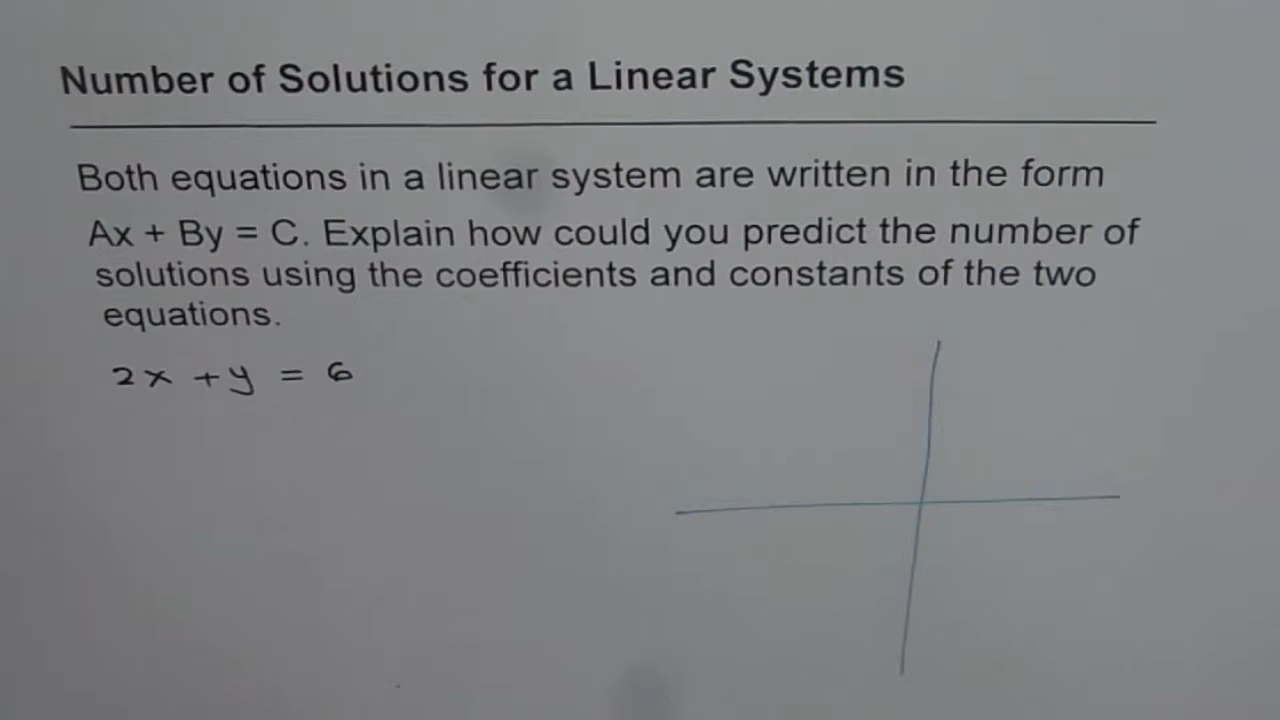 Number of Solutions for a Linear Systems
Both equations in a linear system are written in the form
Ax + By = C. Explain how could you predict the number of
solutions using the coefficients and constants of the two
equations.
2x + y = 6